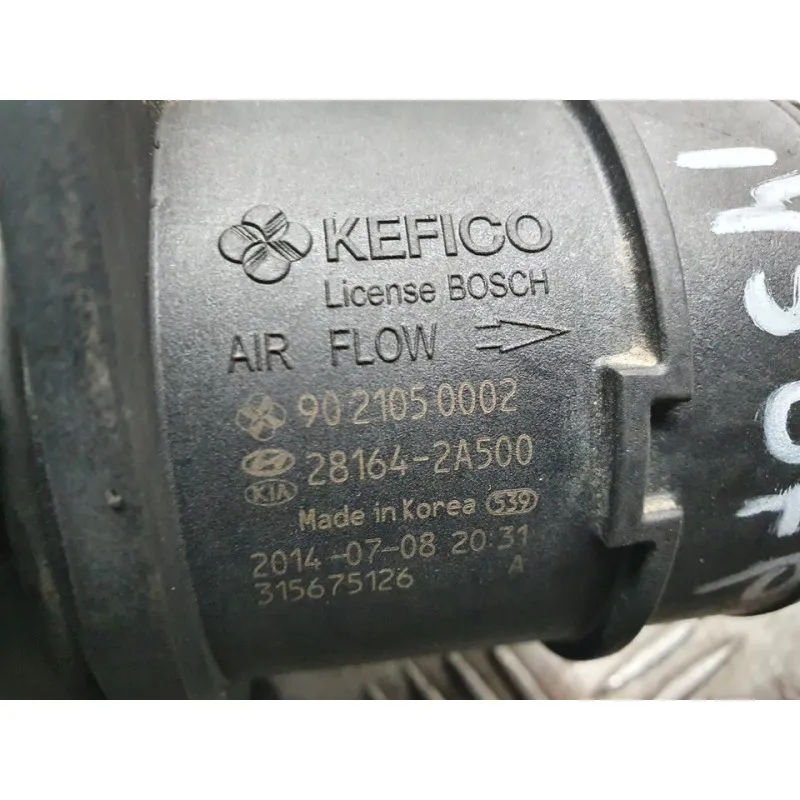 KEFICO
License BOSCH
AIR FLOW
90 2105 0002
28164-2A500
KIA
Made in Korea 539
2014-07-08 20:31
315675126 A